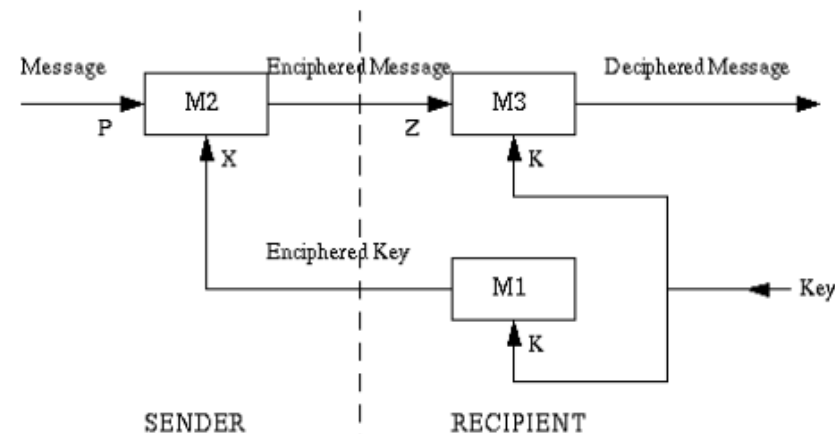 Message
Enciphered Message
Deciphered Message
M2
M3
P
Z
X
K
Enciphered Key
M1
Key
K
SENDER
RECIPIENT